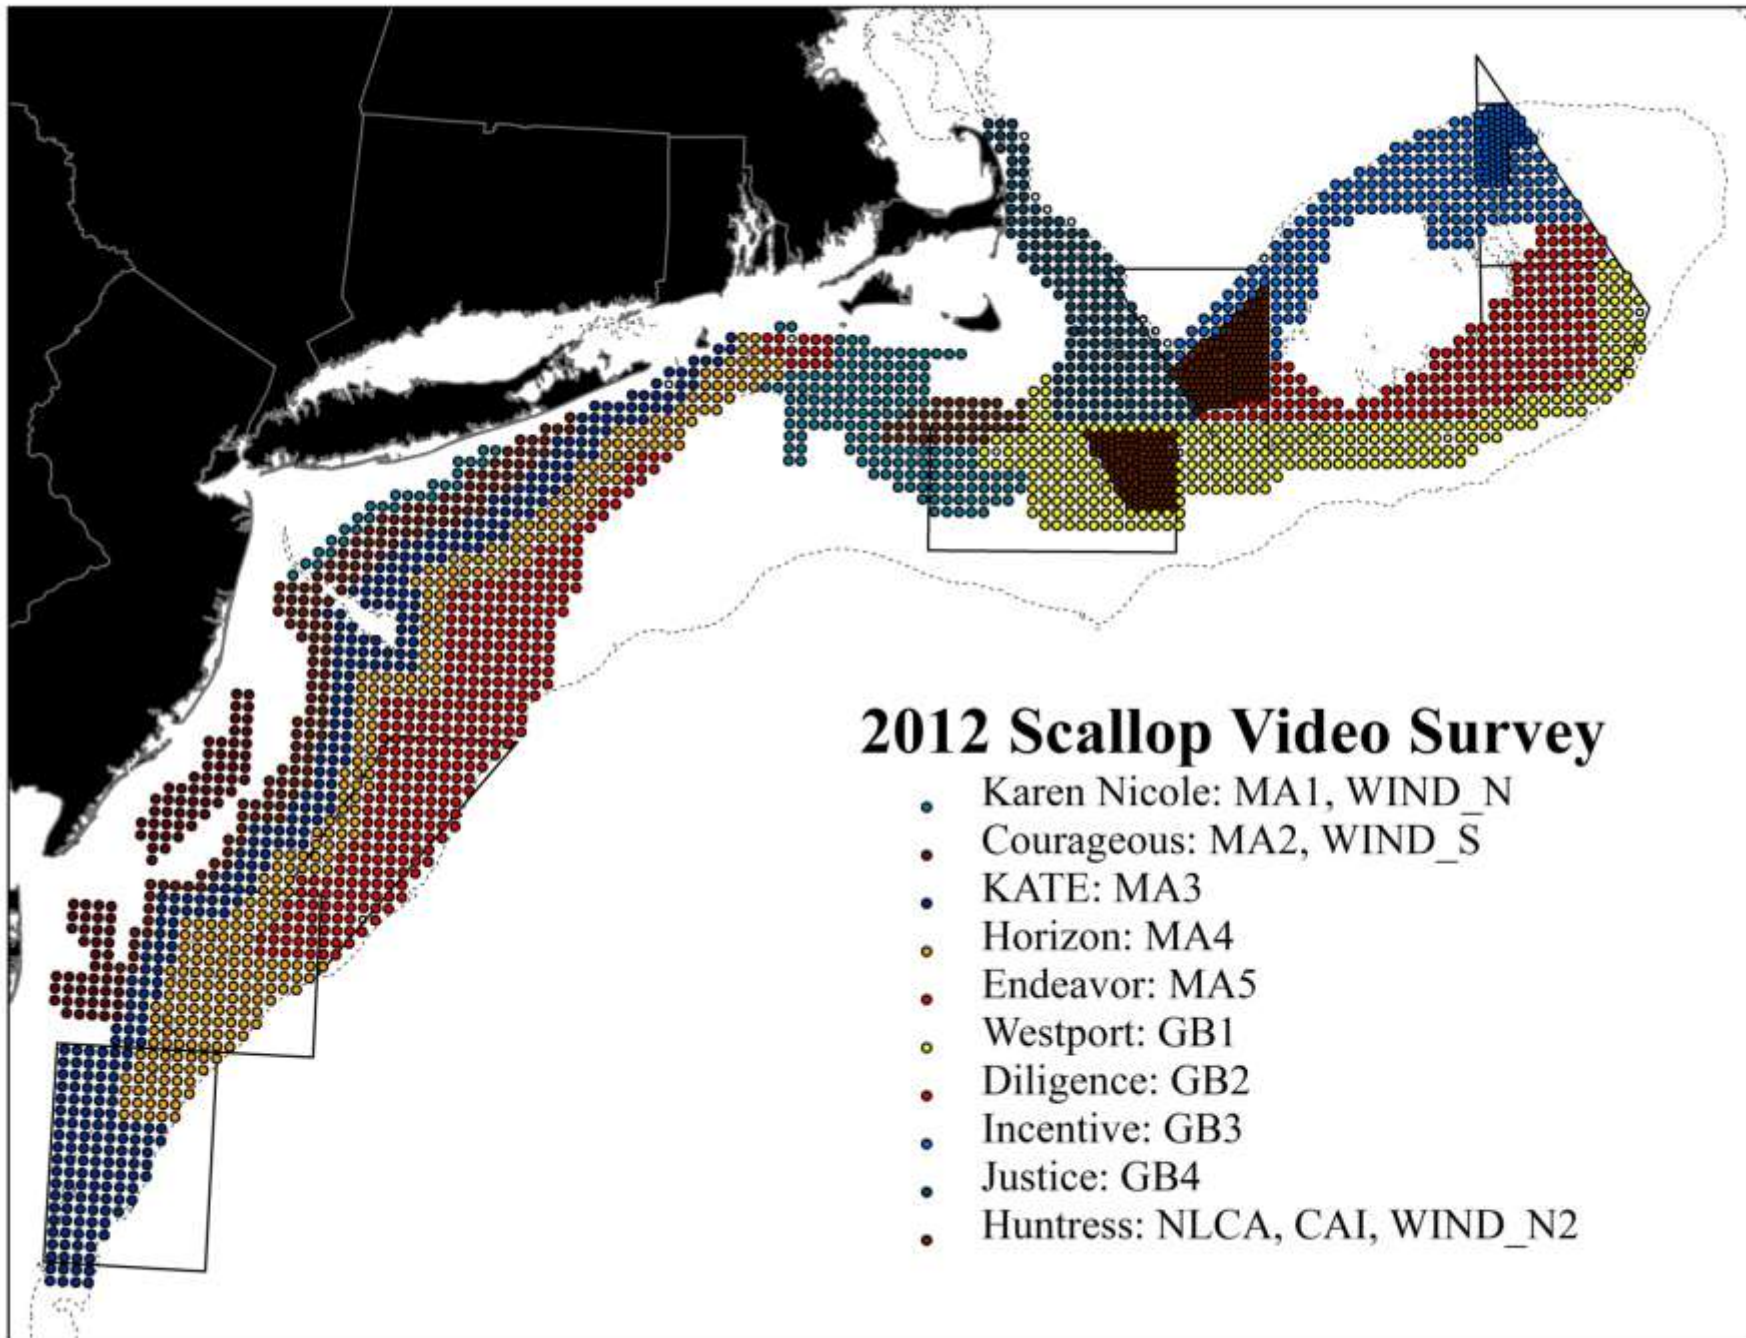 2012 Scallop Video Survey
Karen Nicole: MA1, WIND_N
Courageous: MA2, WIND_S
KATE: MA3
Horizon: MA4
Endeavor: MA5
Westport: GB1
Diligence: GB2
Incentive: GB3
Justice: GB4
Huntress: NLCA, CAI, WIND_N2